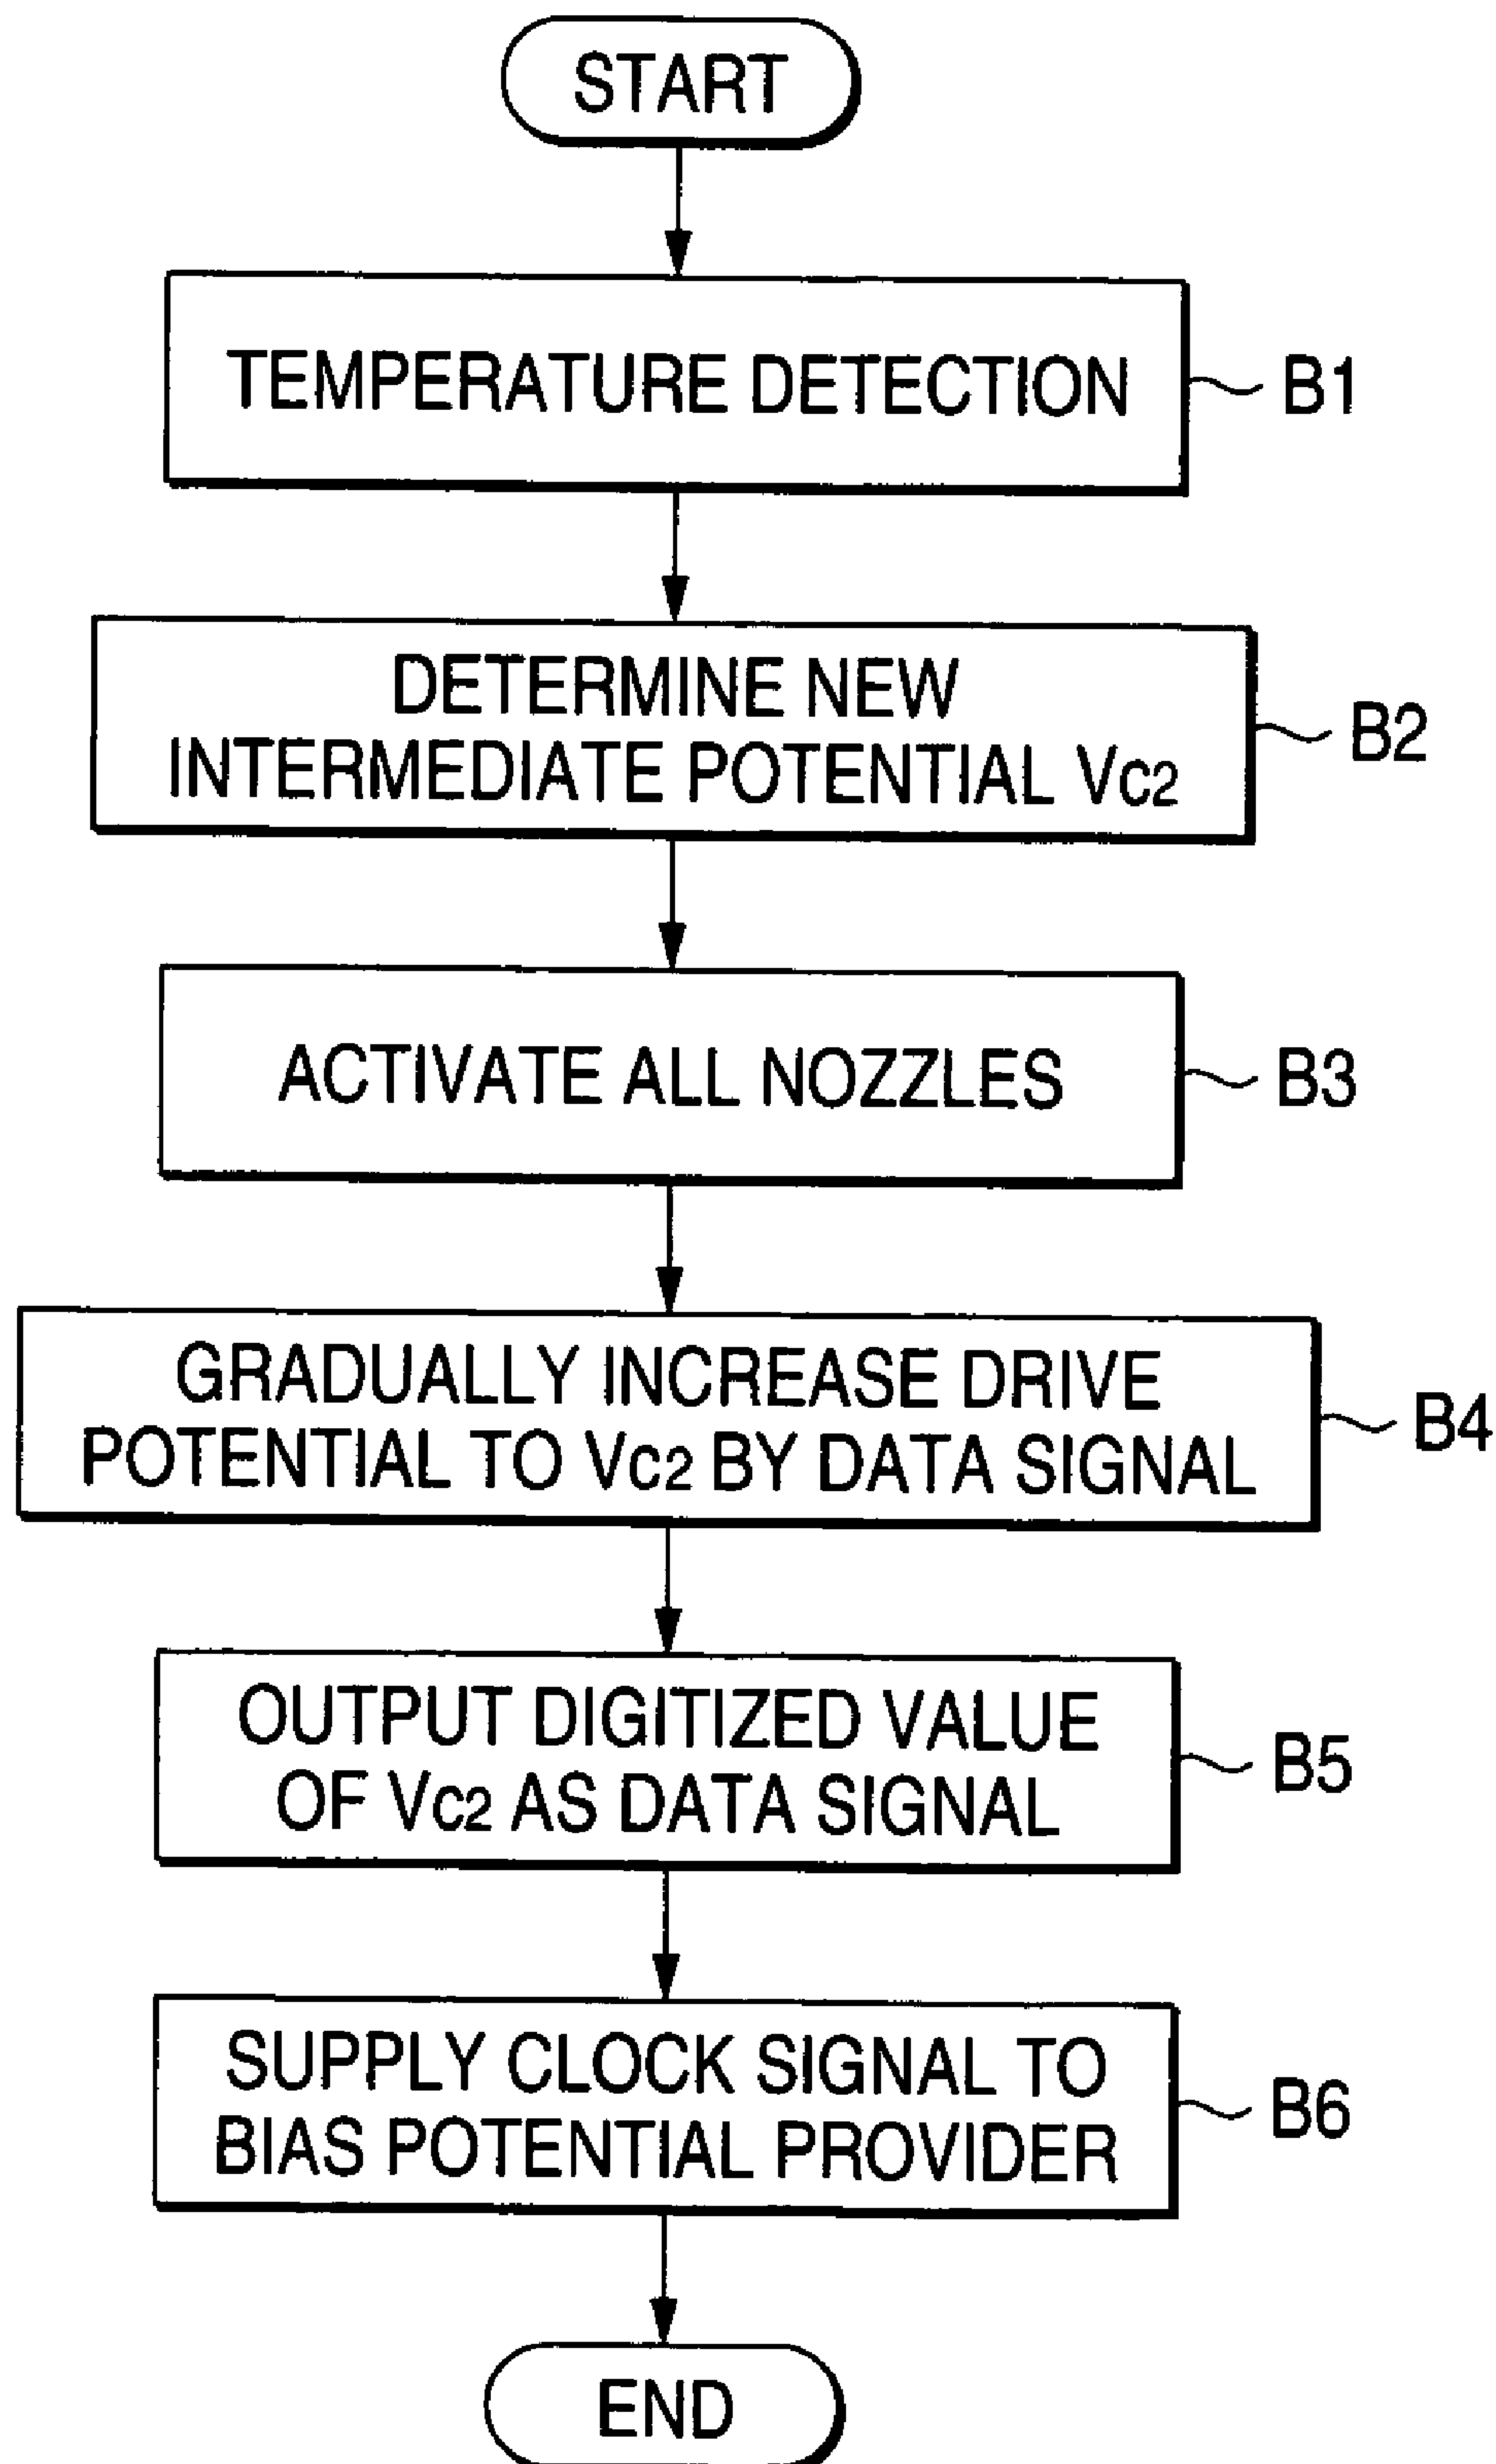 START
TEMPERATURE DETECTION
B1
DETERMINE NEW
INTERMEDIATE POTENTIAL VC2
B2
ACTIVATE ALL NOZZLES
B3
GRADUALLY INCREASE DRIVE
POTENTIAL TO VC2 BY DATA SIGNAL
B4
OUTPUT DIGITIZED VALUE
OF VC2 AS DATA SIGNAL
B5
SUPPLY CLOCK SIGNAL TO
BIAS POTENTIAL PROVIDER
B6
END